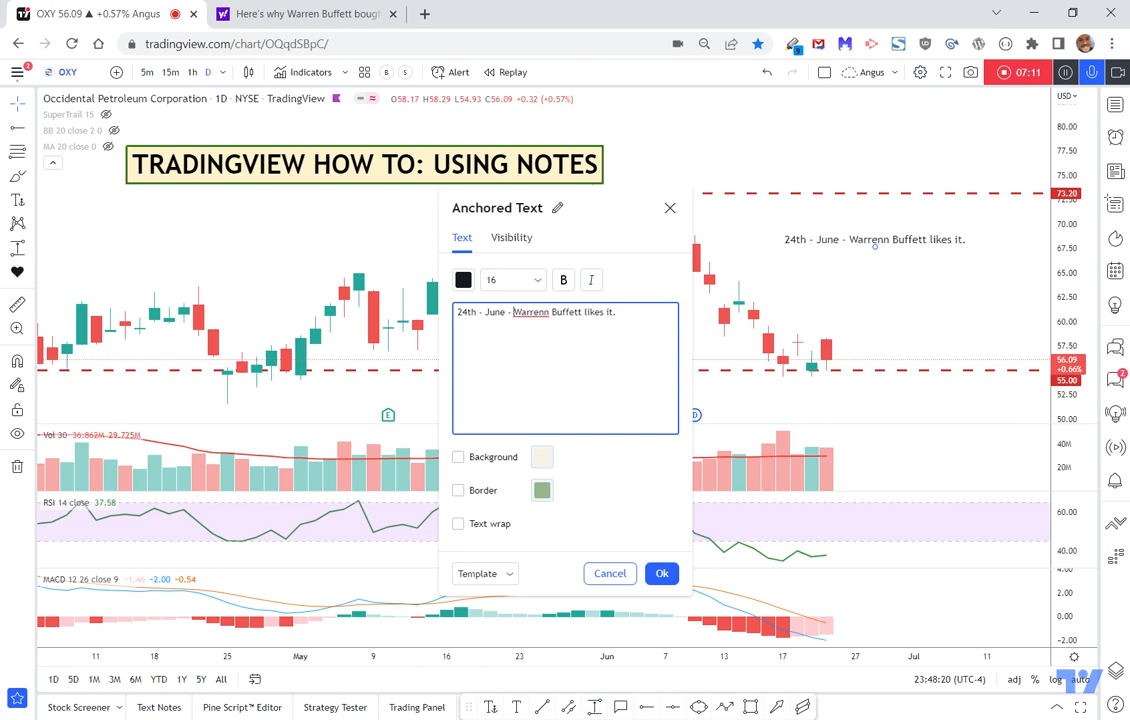 OXY 56.09 ▲ +0.57% Angus
Here's why Warren Buffett bough
tradingview.com/chart/OQqdSBpC/
9
2
OXY
5m 15m 1h D
Indicators
B
S
Alert
Replay
Angus
07:11
Occidental Petroleum Corporation · 1D · NYSE · TradingView
O58.17 H58.29 L54.93 C56.09 +0.32 (+0.57%)
USD
SuperTrail 15
BB 20 close 2 0
MA 20 close 0
TRADINGVIEW HOW TO: USING NOTES
80.00
77.50
75.00
73.20
72.50
70.00
67.50
65.00
62.50
60.00
57.50
56.09
+0.66%
55.00
52.50
50.00
24th - June - Warrenn Buffett likes it.
Anchored Text
Text
Visibility
16
B
I
24th - June - Warrenn Buffett likes it.
Background
Border
Text wrap
Template
Cancel
Ok
E
D
2
Vol 30 36.862M 29.725M
40M
20M
RSI 14 close 37.58
60.00
40.00
MACD 12 26 close 9 -1.46 -2.00 -0.54
4.00
2.00
0.00
-2.00
11 18 25 May 9 16 23 Jun 7 13 21 27 Jul 11
1D 5D 1M 3M 6M YTD 1Y 5Y All
23:48:20 (UTC-4)
adj % log auto
Stock Screener
Text Notes
Pine Script™ Editor
Strategy Tester
Trading Panel